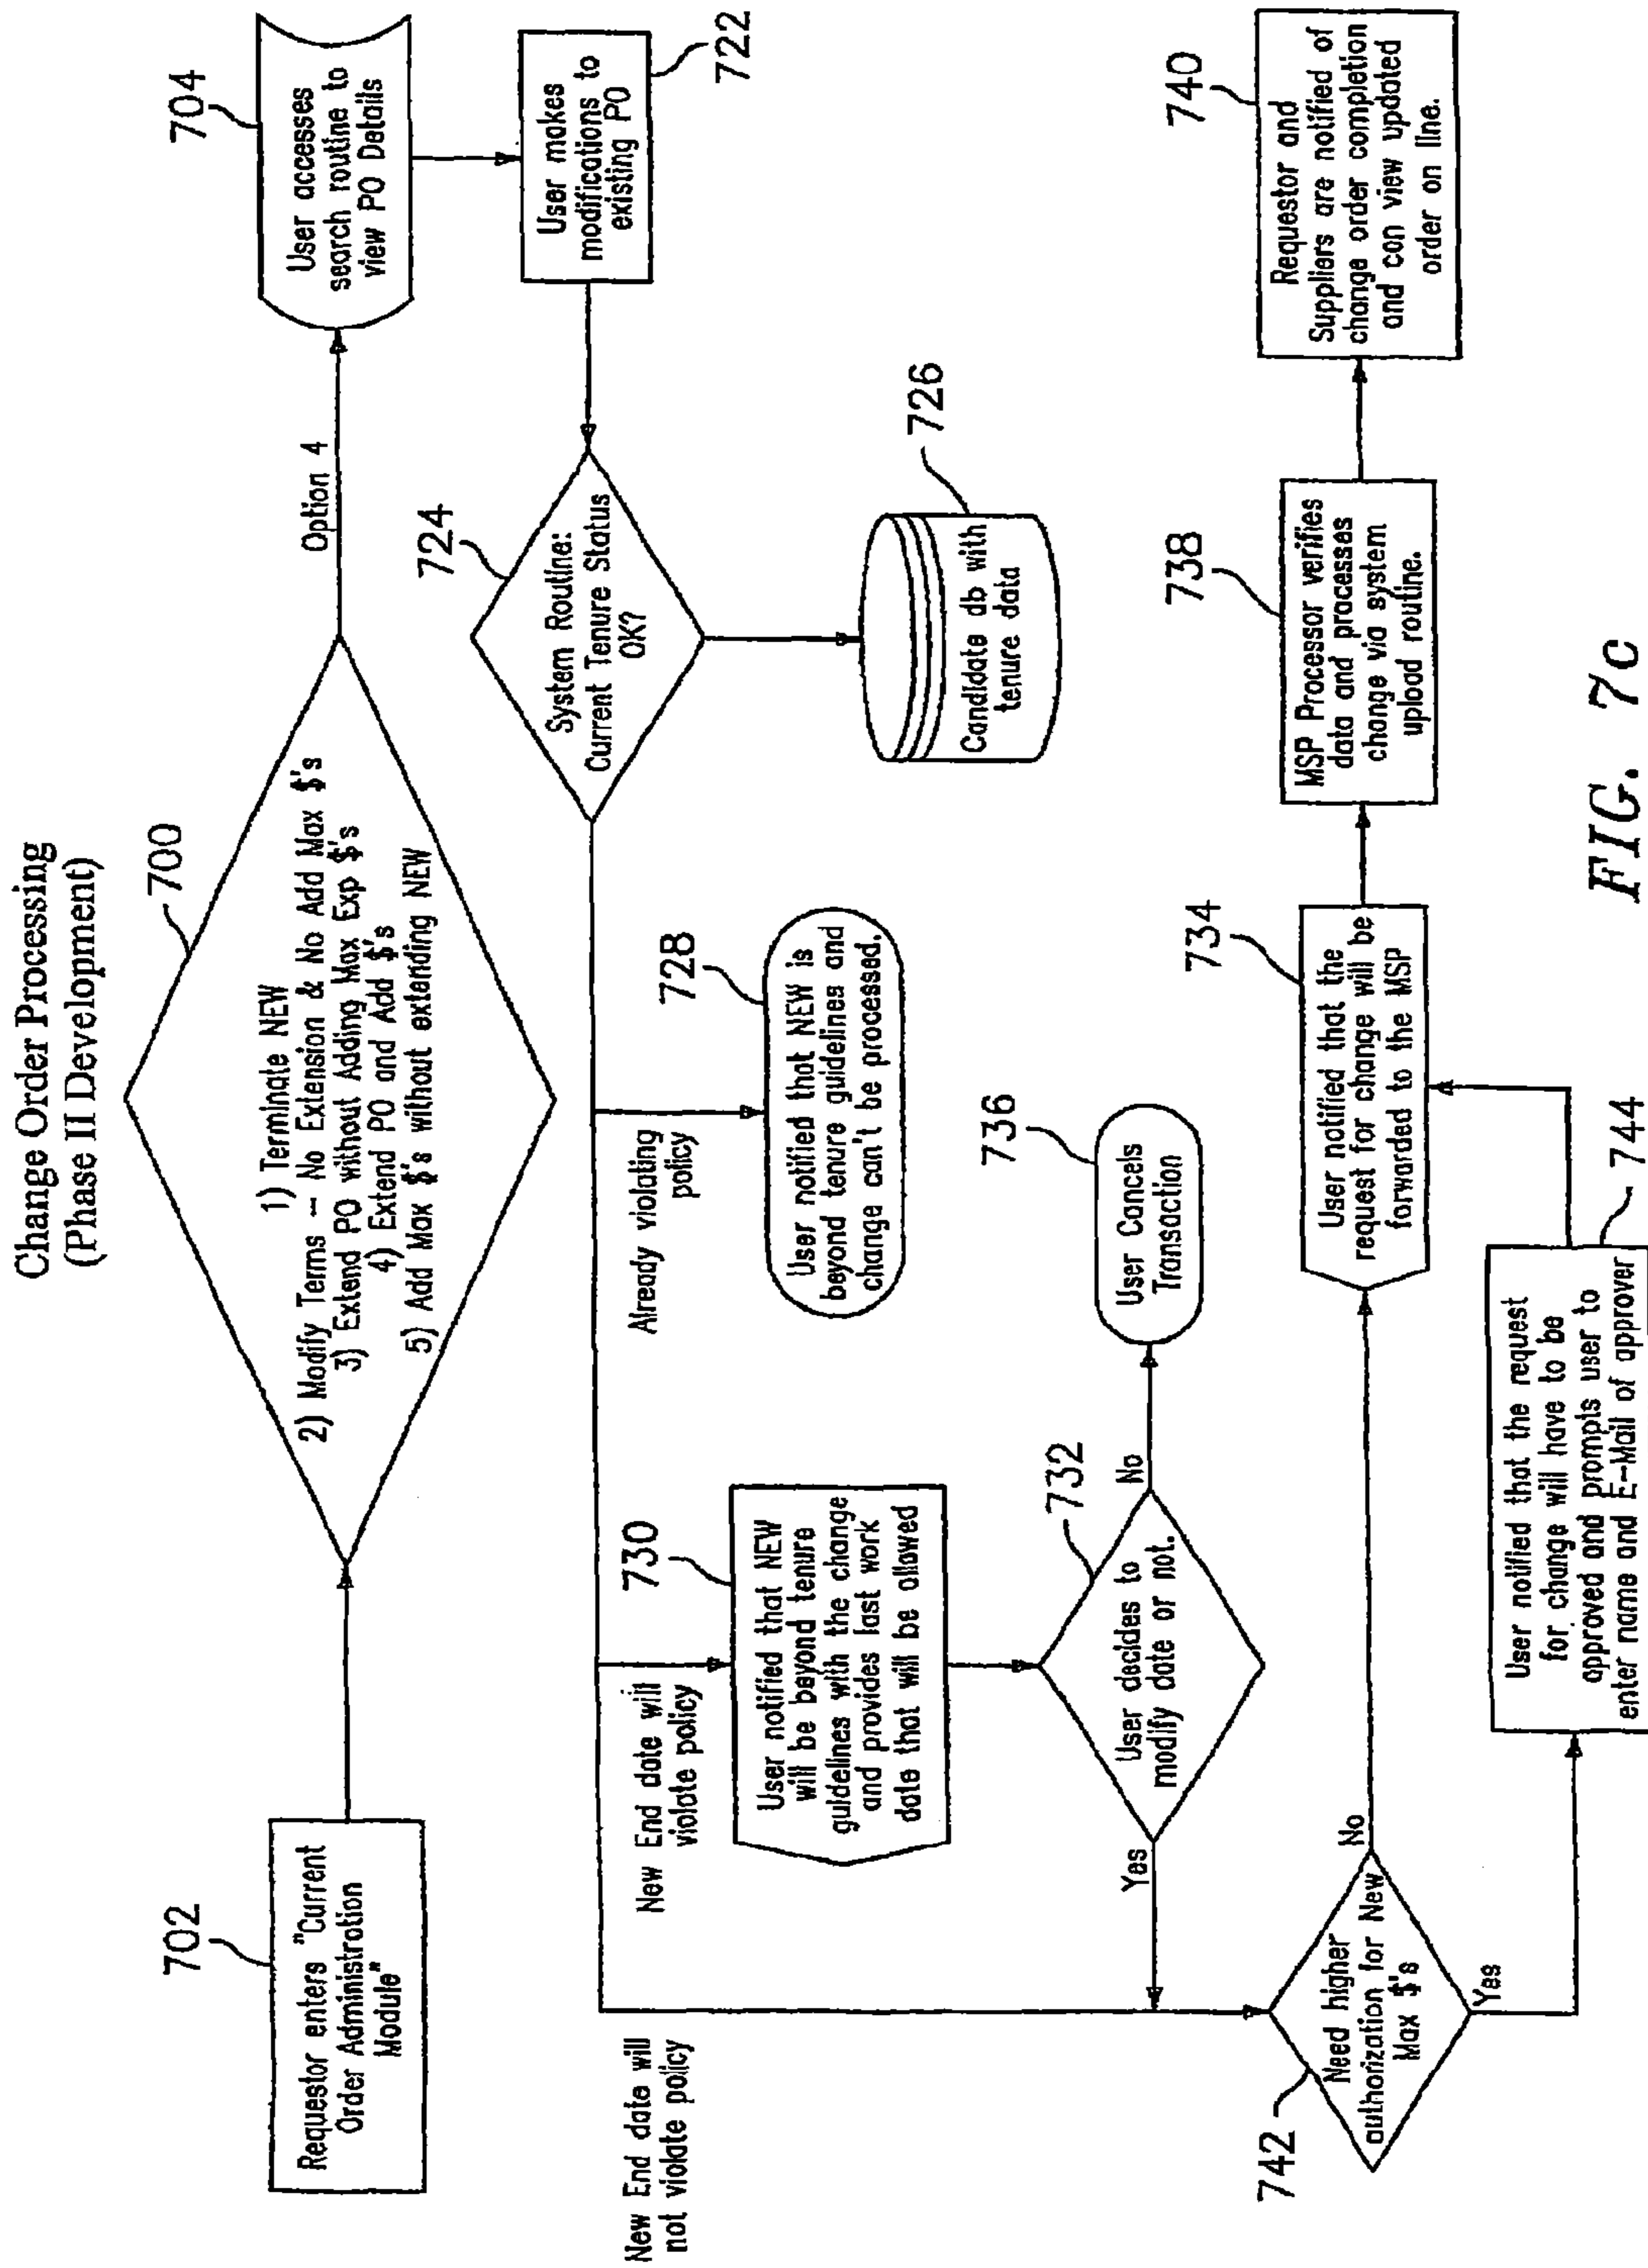 Change Order Processing
(Phase II Development)
702
Requestor enters "Current
Order Administration
Module"
700
1) Terminate NEW
2) Modify Terms – No Extension & No Add Max $'s
3) Extend PO without Adding Max Exp $'s
4) Extend PO and Add $'s
5) Add Max $'s without extending NEW
Option 4
704
User accesses
search routine to
view PO Details
User makes
modifications to
existing PO
722
724
System Routine:
Current Tenure Status
OK?
726
Candidate db with
tenure data
Already violating
policy
728
User notified that NEW is
beyond tenure guidelines and
change can't be processed.
New End date will
violate policy
730
User notified that NEW
will be beyond tenure
guidelines with the change
and provides last work
date that will be allowed
New End date will
not violate policy
732
User decides to
modify date or not.
Yes
No
736
User Cancels
Transaction
742
Need higher
authorization for New
Max $'s
No
Yes
734
User notified that the
request for change will be
forwarded to the MSP
User notified that the request
for change will have to be
approved and prompts user to
enter name and E-Mail of approver
744
738
MSP Processor verifies
data and processes
change via system
upload routine.
740
Requestor and
Suppliers are notified of
change order completion
and can view updated
order on line.
FIG. 7c